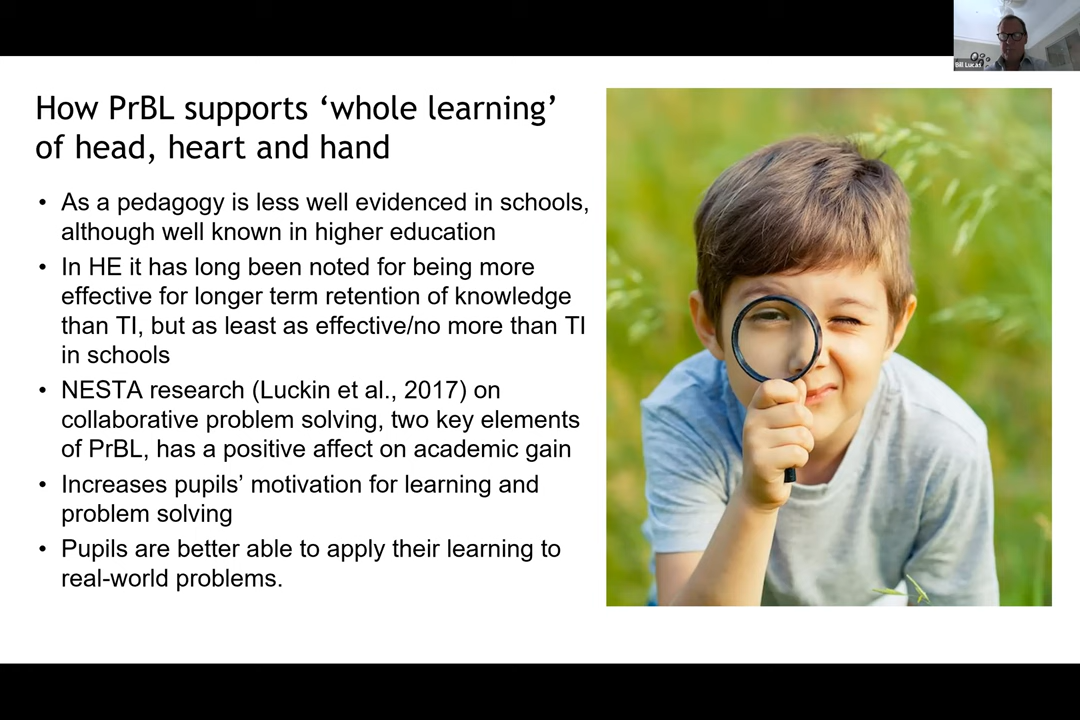 Bill Lucas
How PrBL supports ‘whole learning’
of head, heart and hand
• As a pedagogy is less well evidenced in schools,
although well known in higher education
• In HE it has long been noted for being more
effective for longer term retention of knowledge
than TI, but as least as effective/no more than TI
in schools
• NESTA research (Luckin et al., 2017) on
collaborative problem solving, two key elements
of PrBL, has a positive affect on academic gain
• Increases pupils’ motivation for learning and
problem solving
• Pupils are better able to apply their learning to
real-world problems.